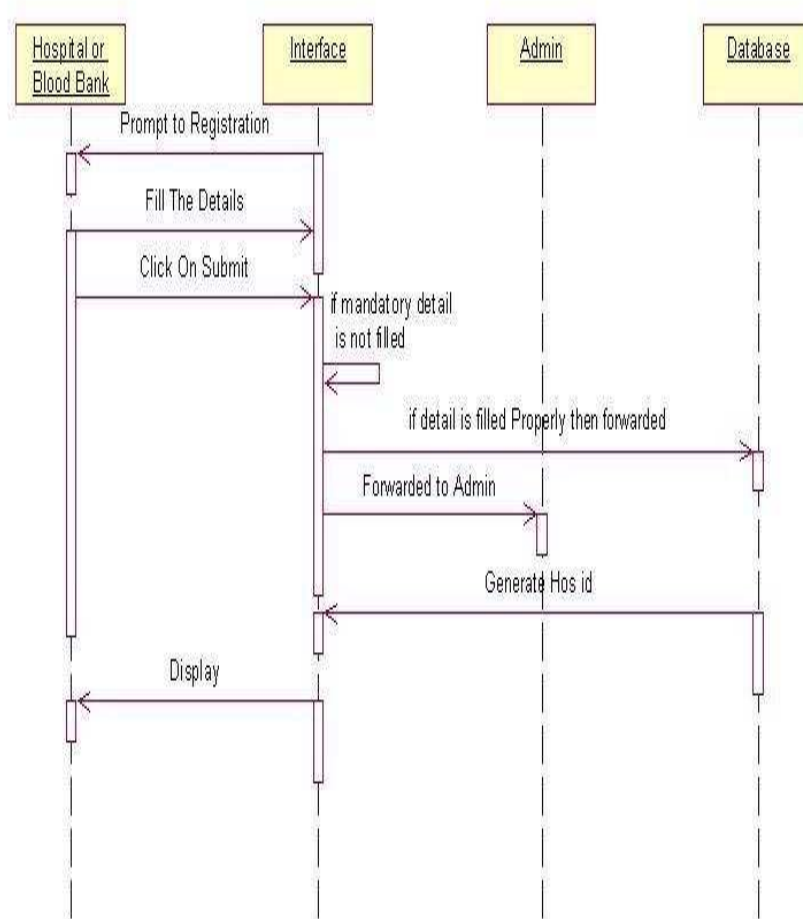 Hospital or
Blood Bank
Interface
Admin
Database
Prompt to Registration
Fill The Details
Click On Submit
if mandatory detail
is not filled
if detail is filled Properly then forwarded
Forwarded to Admin
Generate Hos id
Display